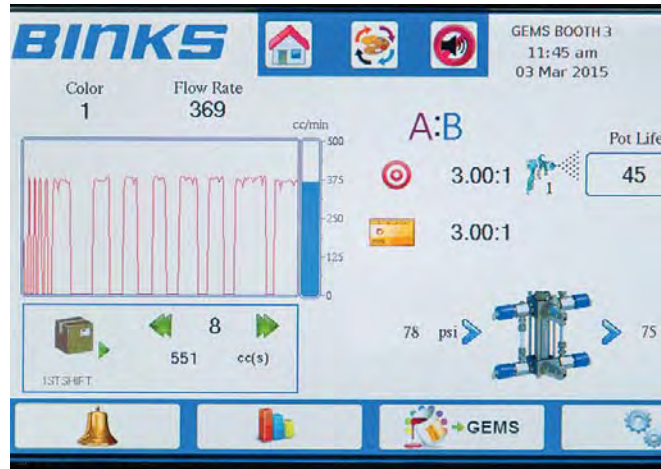 BINKS
GEMS BOOTH 3
11:45 am
03 Mar 2015
Color
1
Flow Rate
369
cc/min
500
375
250
125
0
A:B
3.00:1
1
Pot Life
45
3.00:1
8
551 cc(s)
1ST SHIFT
78 psi
75
GEMS